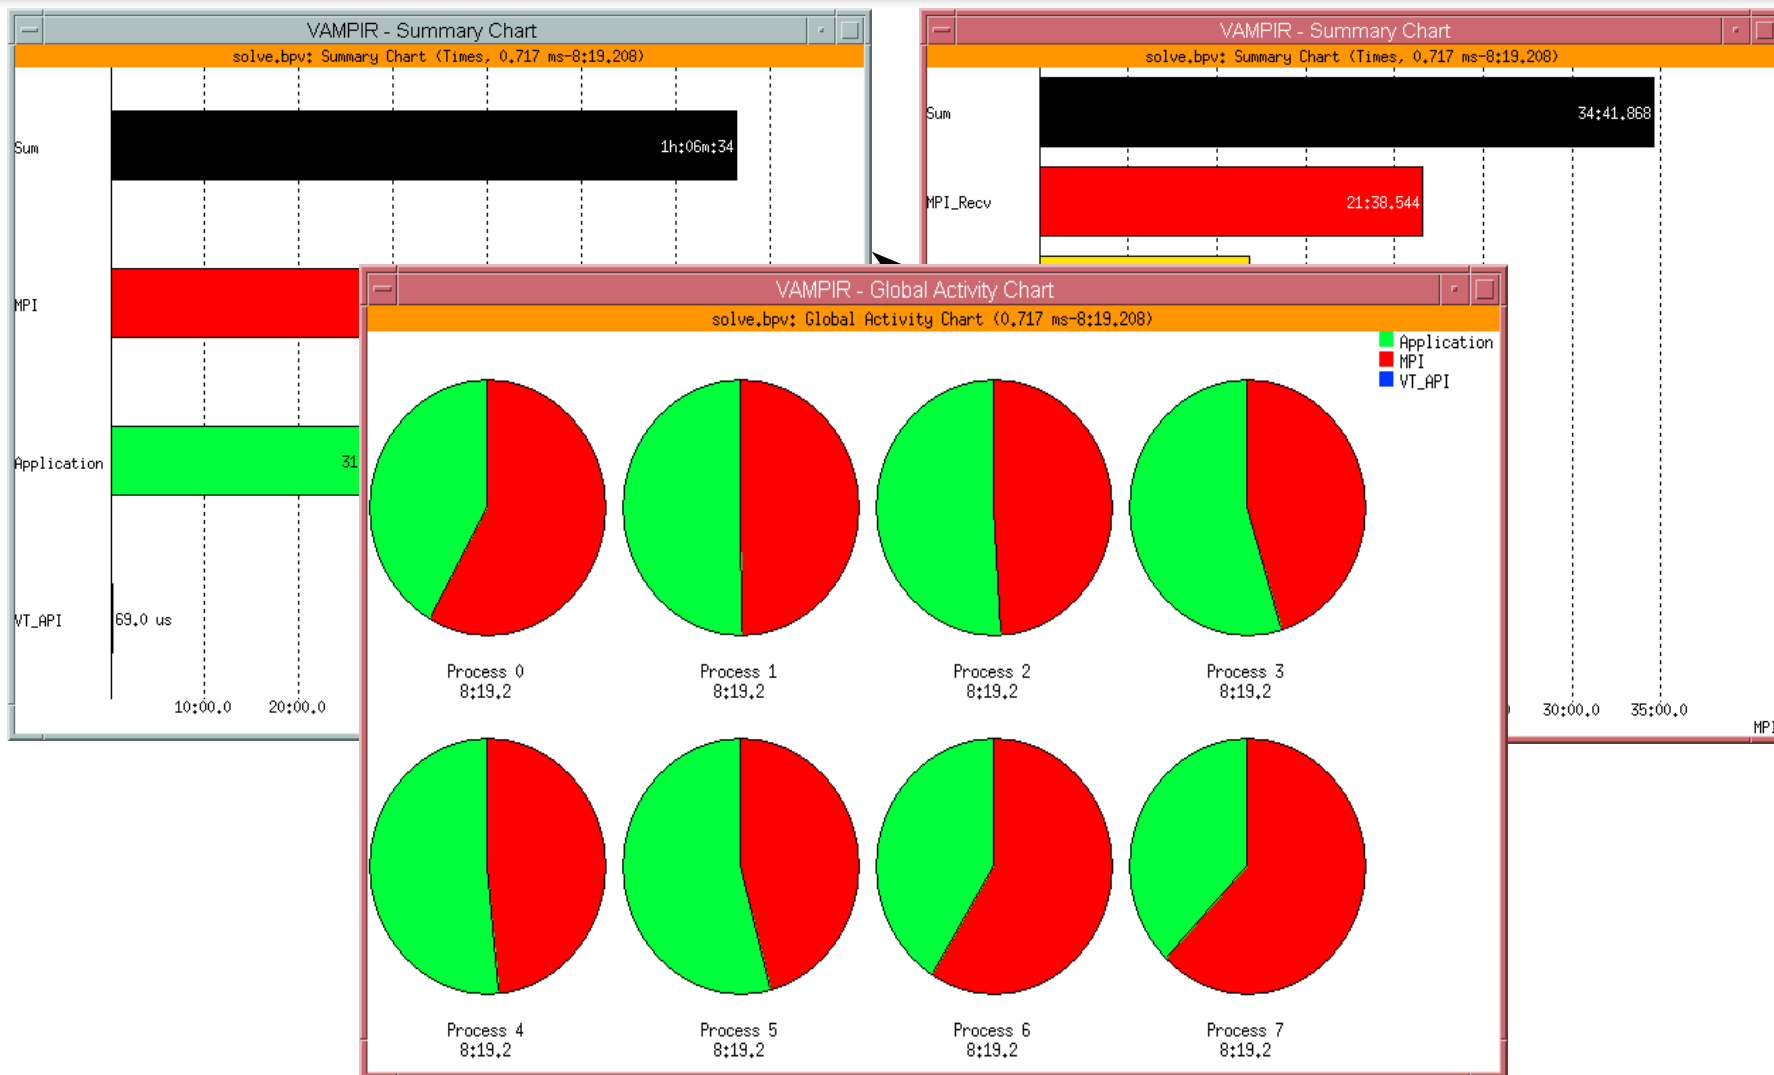 VAMPIR - Summary Chart
solve.bpv: Summary Chart (Times, 0.717 ms-8:19.208)
Sum
1h:06m:34
MPI
Application
31
VT_API
69.0 us
10:00.0 20:00.0
VAMPIR - Summary Chart
solve.bpv: Summary Chart (Times, 0.717 ms-8:19.208)
Sum
34:41.868
MPI_Recv
21:38.544
30:00.0 35:00.0
MPI
VAMPIR - Global Activity Chart
solve.bpv: Global Activity Chart (0.717 ms-8:19.208)
Application
MPI
VT_API
Process 0
8:19.2
Process 1
8:19.2
Process 2
8:19.2
Process 3
8:19.2
Process 4
8:19.2
Process 5
8:19.2
Process 6
8:19.2
Process 7
8:19.2